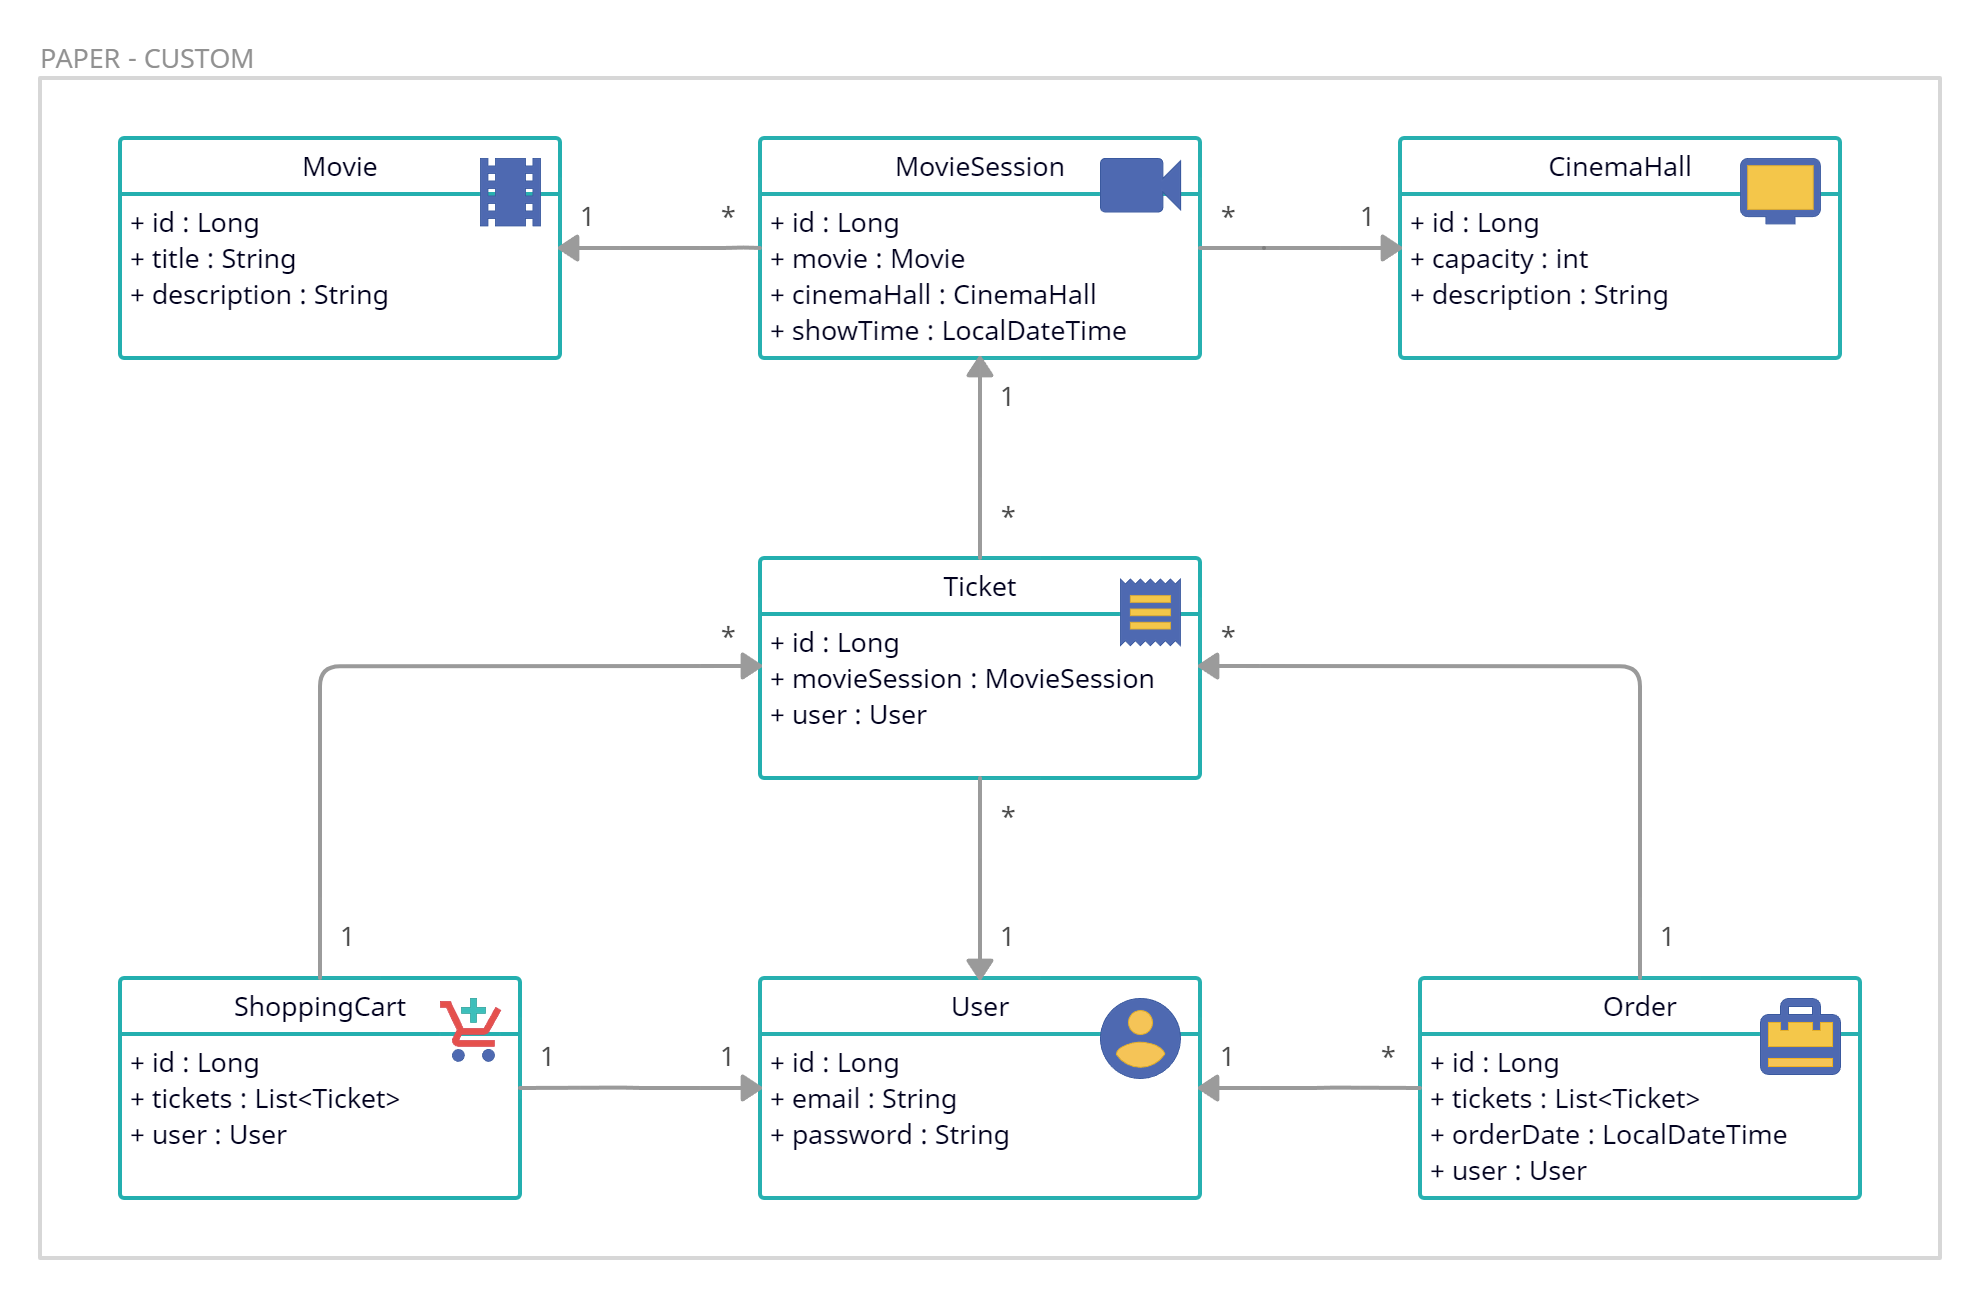 PAPER - CUSTOM
Movie
+ id : Long
+ title : String
+ description : String
1
*
MovieSession
+ id : Long
+ movie : Movie
+ cinemaHall : CinemaHall
+ showTime : LocalDateTime
*
1
CinemaHall
+ id : Long
+ capacity : int
+ description : String
1
*
Ticket
+ id : Long
+ movieSession : MovieSession
+ user : User
*
*
*
1
1
1
ShoppingCart
+ id : Long
+ tickets : List<Ticket>
+ user : User
1
1
User
+ id : Long
+ email : String
+ password : String
1
*
Order
+ id : Long
+ tickets : List<Ticket>
+ orderDate : LocalDateTime
+ user : User